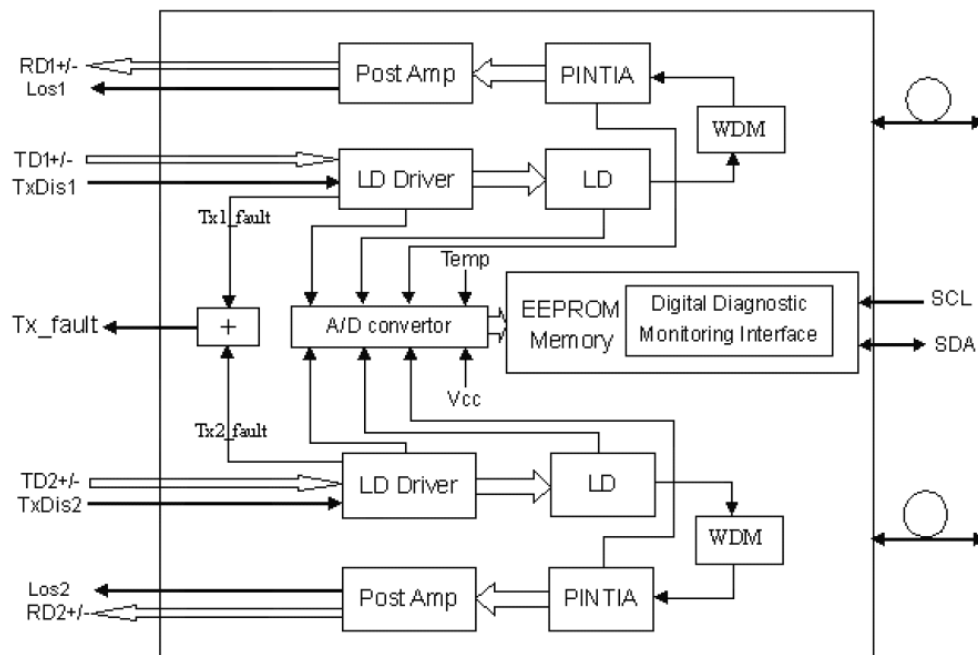 RD1+/-
Los1
Post Amp
PINTIA
WDM
TD1+/-
TxDis1
LD Driver
LD
Tx1_fault
Temp
Tx_fault
+
A/D convertor
EEPROM
Memory
Digital Diagnostic
Monitoring Interface
SCL
SDA
Vcc
Tx2_fault
TD2+/-
TxDis2
LD Driver
LD
WDM
Los2
RD2+/-
Post Amp
PINTIA